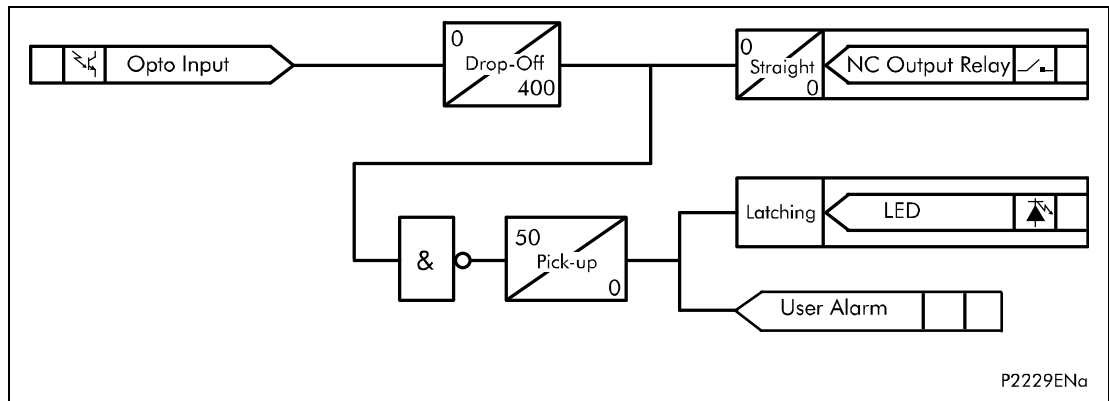 0
Drop-Off
400
Opto Input
0
Straight
0
NC Output Relay
Latching
LED
&
50
Pick-up
0
User Alarm
P2229ENa